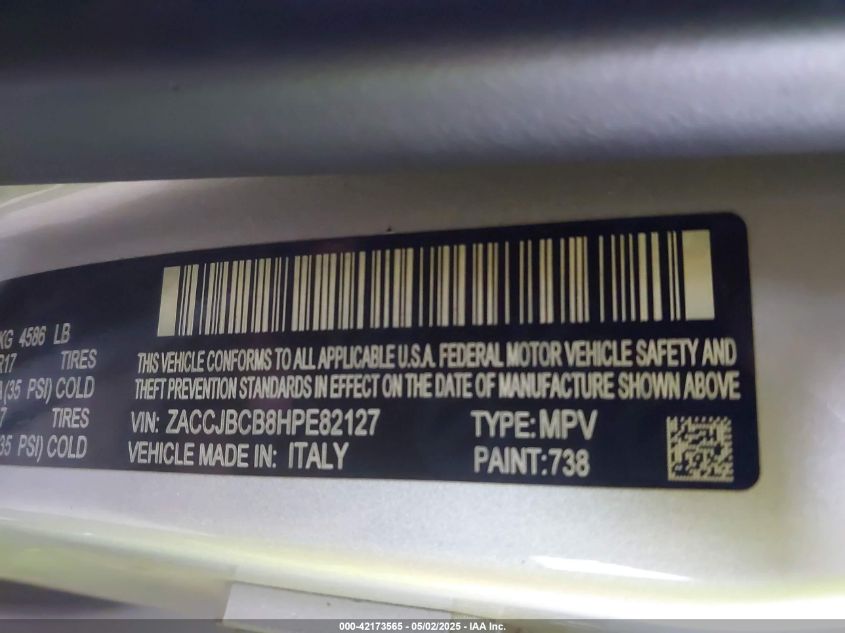 KG 4586 LB
R17 TIRES
(35 PSI) COLD
7 TIRES
35 PSI) COLD
THIS VEHICLE CONFORMS TO ALL APPLICABLE U.S.A. FEDERAL MOTOR VEHICLE SAFETY AND
THEFT PREVENTION STANDARDS IN EFFECT ON THE DATE OF MANUFACTURE SHOWN ABOVE
VIN: ZACCJBCB8HPE82127 TYPE: MPV
VEHICLE MADE IN: ITALY PAINT:738
000-42173565 - 05/02/2025 - IAA Inc.